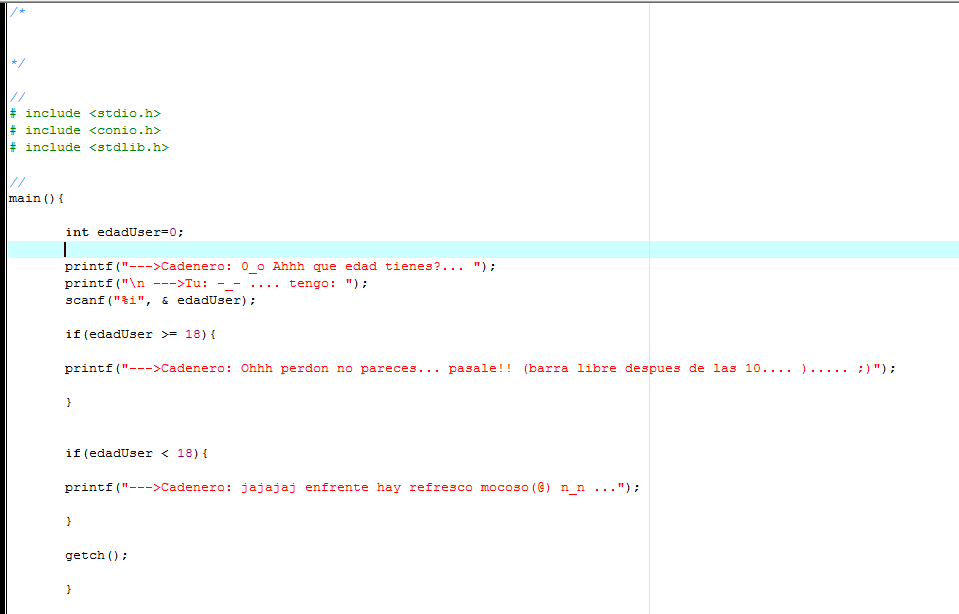 /*
*/
//
# include <stdio.h>
# include <conio.h>
# include <stdlib.h>
//
main(){
int edadUser=0;
printf("--->Cadenero: 0_o Ahhh que edad tienes?... ");
printf("\n --->Tu: -_- .... tengo: ");
scanf("%i", & edadUser);
if(edadUser >= 18){
printf("--->Cadenero: Ohhh perdon no pareces... pasale!! (barra libre despues de las 10.... )..... ;)");
}
if(edadUser < 18){
printf("--->Cadenero: jajajaj enfrente hay refresco mocoso(@) n_n ...");
}
getch();
}